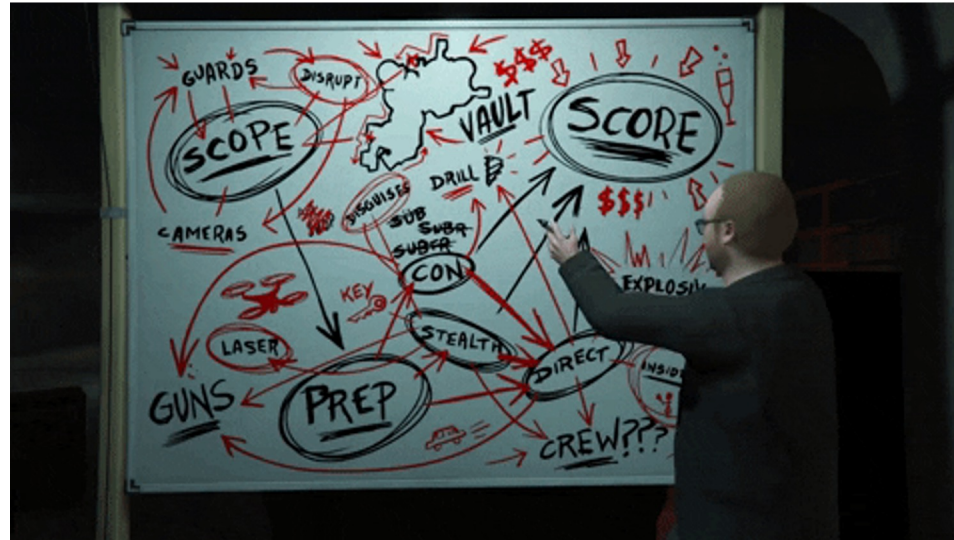 GUARDS
DISRUPT
$$$
SCOPE
VAULT
SCORE
DRILL
DISGUISES
$$$
CAMERAS
SUB
SUBR
SUBER
CON
KEY
EXPLOSIV
STEALTH
LASER
DIRECT
INSID
GUNS
PREP
CREW???